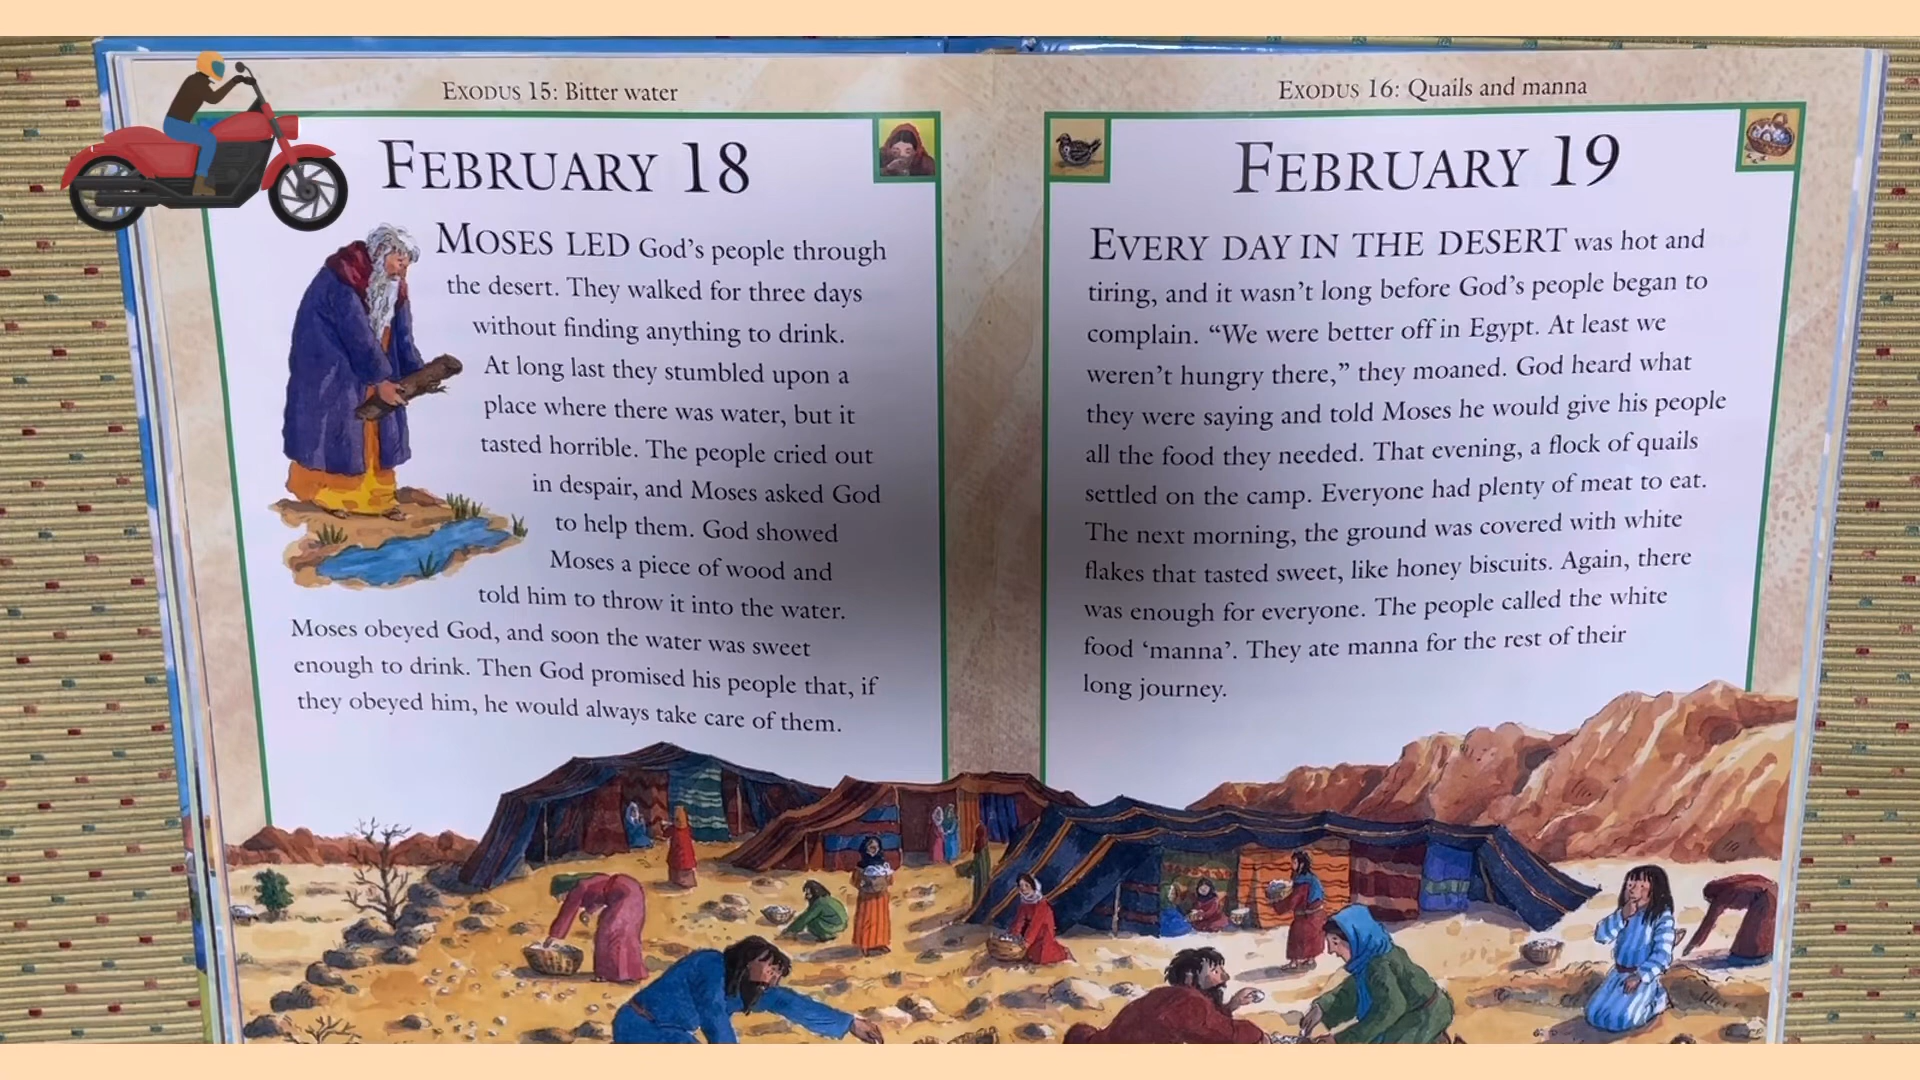 EXODUS 15: Bitter water
FEBRUARY 18
MOSES LED God's people through
the desert. They walked for three days
without finding anything to drink.
At long last they stumbled upon a
place where there was water, but it
tasted horrible. The people cried out
in despair, and Moses asked God
to help them. God showed
Moses a piece of wood and
told him to throw it into the water.
Moses obeyed God, and soon the water was sweet
enough to drink. Then God promised his people that, if
they obeyed him, he would always take care of them.
EXODUS 16: Quails and manna
FEBRUARY 19
EVERY DAY IN THE DESERT was hot and
tiring, and it wasn't long before God's people began to
complain. "We were better off in Egypt. At least we
weren't hungry there," they moaned. God heard what
they were saying and told Moses he would give his people
all the food they needed. That evening, a flock of quails
settled on the camp. Everyone had plenty of meat to eat.
The next morning, the ground was covered with white
flakes that tasted sweet, like honey biscuits. Again, there
was enough for everyone. The people called the white
food 'manna'. They ate manna for the rest of their
long journey.